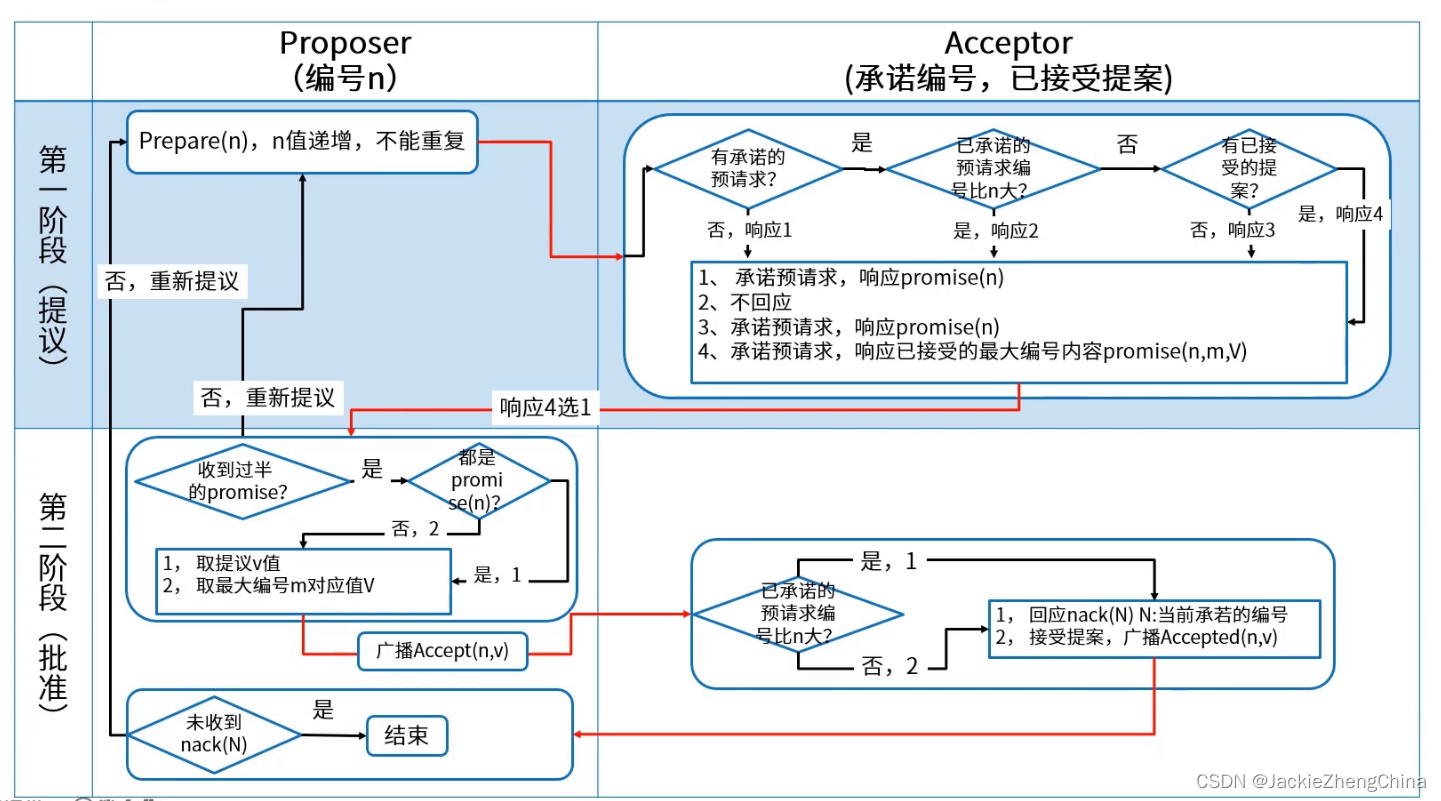 Proposer
（编号n）
Acceptor
(承诺编号，已接受提案)
第一阶段（提议）
Prepare(n)，n值递增，不能重复
有承诺的
预请求？
是
已承诺的
预请求编
号比n大？
否
有已接
受的提
案？
否，响应1
是，响应2
否，响应3
是，响应4
1、 承诺预请求，响应promise(n)
2、不回应
3、承诺预请求，响应promise(n)
4、承诺预请求，响应已接受的最大编号内容promise(n,m,V)
否，重新提议
否，重新提议
响应4选1
第二阶段（批准）
收到过半
的promise？
是
都是
promi
se(n)？
否，2
是，1
1， 取提议v值
2， 取最大编号m对应值V
广播Accept(n,v)
已承诺的
预请求编
号比n大？
是，1
否，2
1， 回应nack(N) N:当前承若的编号
2， 接受提案，广播Accepted(n,v)
未收到
nack(N)
是
结束
CSDN @JackieZhengChina